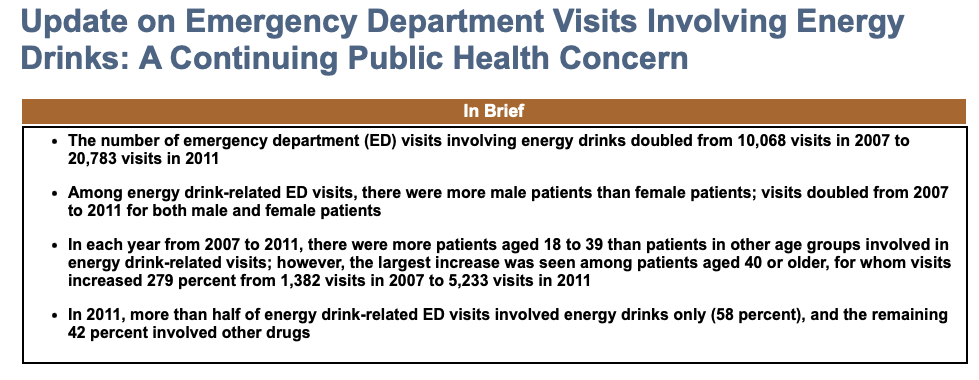 Update on Emergency Department Visits Involving Energy
Drinks: A Continuing Public Health Concern
In Brief
• The number of emergency department (ED) visits involving energy drinks doubled from 10,068 visits in 2007 to
20,783 visits in 2011
• Among energy drink-related ED visits, there were more male patients than female patients; visits doubled from 2007
to 2011 for both male and female patients
• In each year from 2007 to 2011, there were more patients aged 18 to 39 than patients in other age groups involved in
energy drink-related visits; however, the largest increase was seen among patients aged 40 or older, for whom visits
increased 279 percent from 1,382 visits in 2007 to 5,233 visits in 2011
• In 2011, more than half of energy drink-related ED visits involved energy drinks only (58 percent), and the remaining
42 percent involved other drugs